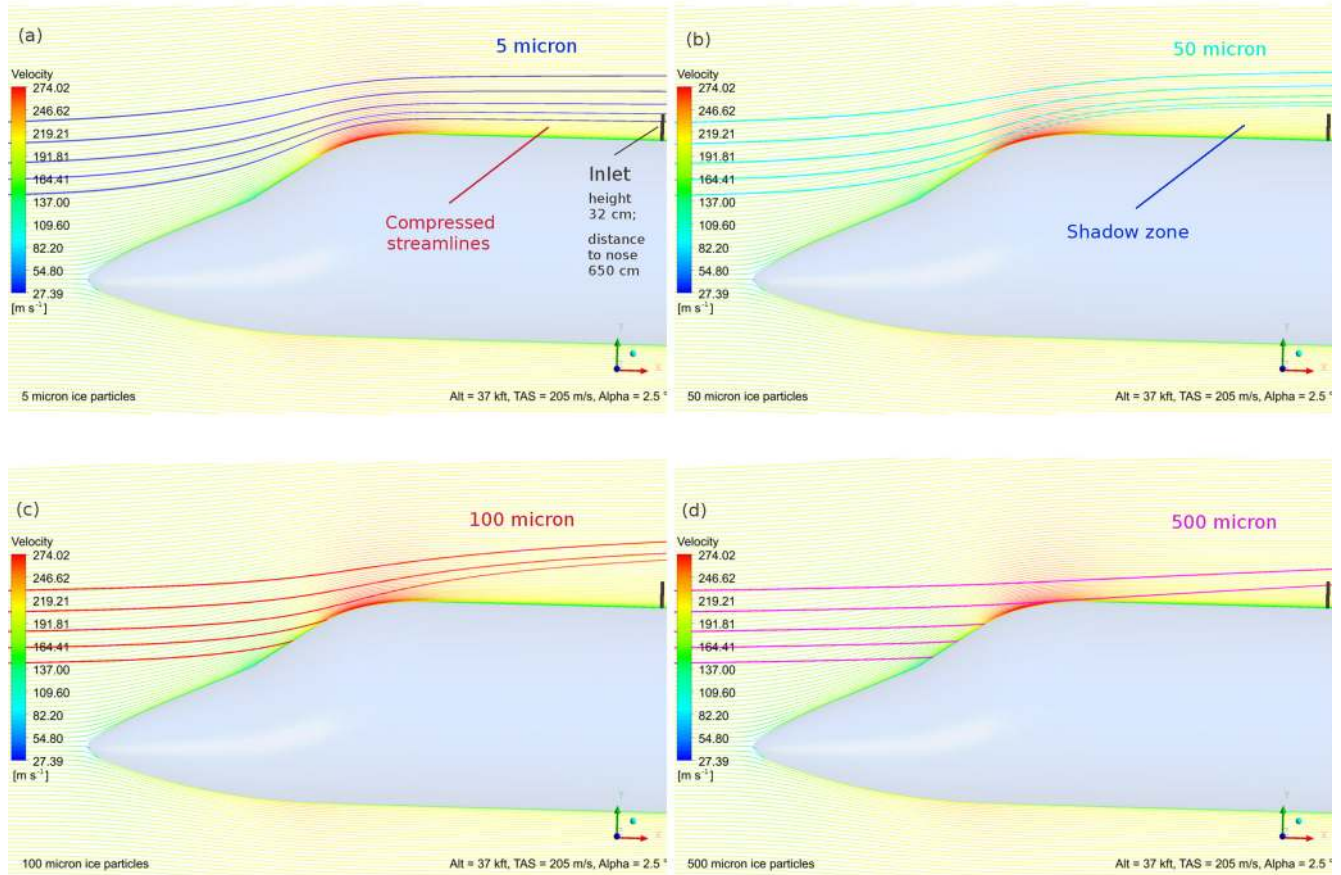 (a)
5 micron
Velocity
274.02
246.62
219.21
191.81
164.41
137.00
109.60
82.20
54.80
27.39
[m s⁻¹]
Compressed
streamlines
Inlet
height
32 cm;
distance
to nose
650 cm
Y
X
5 micron ice particles
Alt = 37 kft, TAS = 205 m/s, Alpha = 2.5 °
(b)
50 micron
Velocity
274.02
246.62
219.21
191.81
164.41
137.00
109.60
82.20
54.80
27.39
[m s⁻¹]
Shadow zone
Y
X
50 micron ice particles
Alt = 37 kft, TAS = 205 m/s, Alpha = 2.5 °
(c)
100 micron
Velocity
274.02
246.62
219.21
191.81
164.41
137.00
109.60
82.20
54.80
27.39
[m s⁻¹]
Y
X
100 micron ice particles
Alt = 37 kft, TAS = 205 m/s, Alpha = 2.5 °
(d)
500 micron
Velocity
274.02
246.62
219.21
191.81
164.41
137.00
109.60
82.20
54.80
27.39
[m s⁻¹]
Y
X
500 micron ice particles
Alt = 37 kft, TAS = 205 m/s, Alpha = 2.5 °